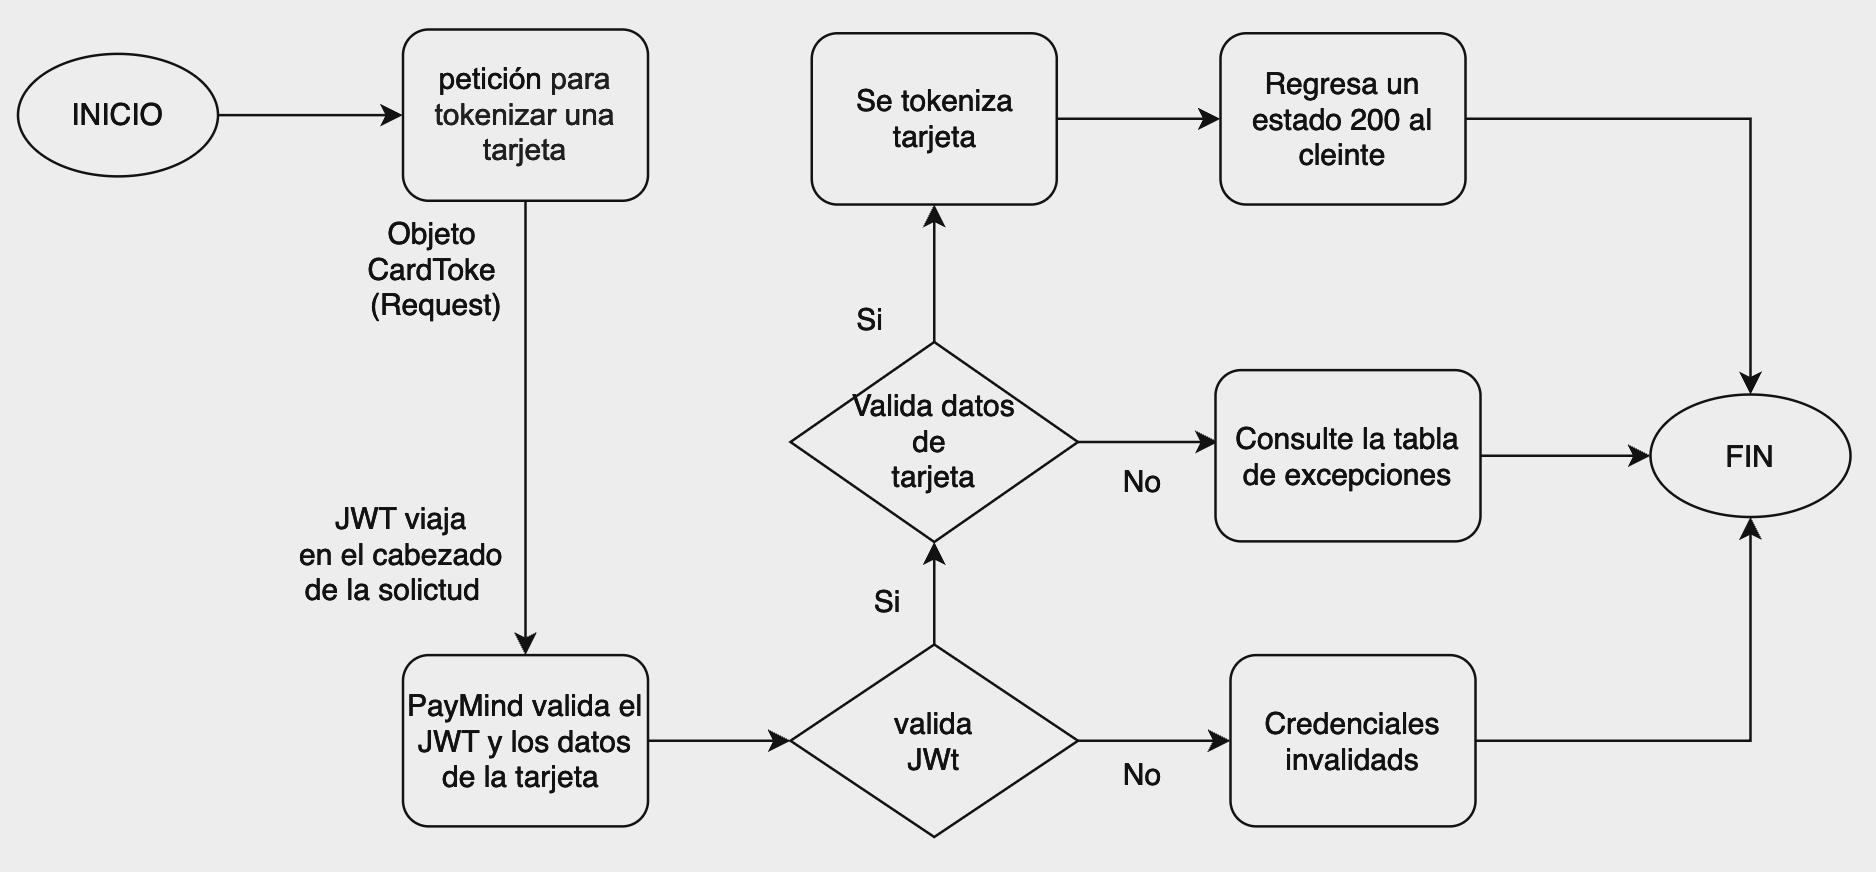 INICIO
petición para
tokenizar una
tarjeta
Objeto
CardToke
(Request)
JWT viaja
en el cabezado
de la solictud
PayMind valida el
JWT y los datos
de la tarjeta
valida
JWt
Si
No
Valida datos
de
tarjeta
Si
No
Se tokeniza
tarjeta
Regresa un
estado 200 al
cleinte
Consulte la tabla
de excepciones
Credenciales
invalidads
FIN